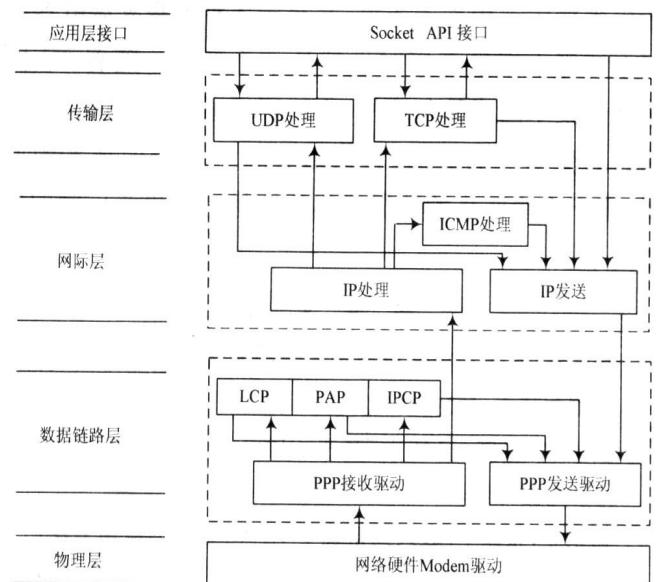 应用层接口
Socket API 接口
传输层
UDP处理
TCP处理
网际层
ICMP处理
IP处理
IP发送
数据链路层
LCP
PAP
IPCP
PPP接收驱动
PPP发送驱动
物理层
网络硬件Modem驱动